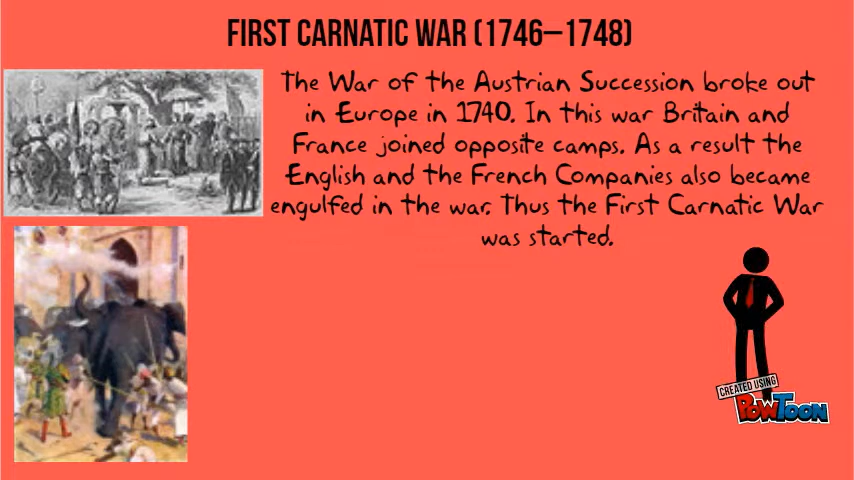 FIRST CARNATIC WAR (1746–1748)
The War of the Austrian Succession broke out
in Europe in 1740. In this war Britain and
France joined opposite camps. As a result the
English and the French Companies also became
engulfed in the war. Thus the First Carnatic War
was started.
CREATED USING
POWTOON